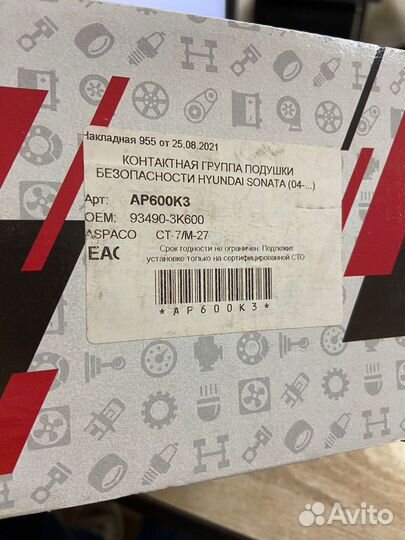 Накладная 955 от 25.08.2021
КОНТАКТНАЯ ГРУППА ПОДУШКИ
БЕЗОПАСНОСТИ HYUNDAI SONATA (04-...)
Арт: AP600K3
OEM: 93490-3K600
ASPACO CT 7/M-27
EAC Срок годности не ограничен. Подлежит
установке только на сертифицированной СТО
*AP600K3*
Avito